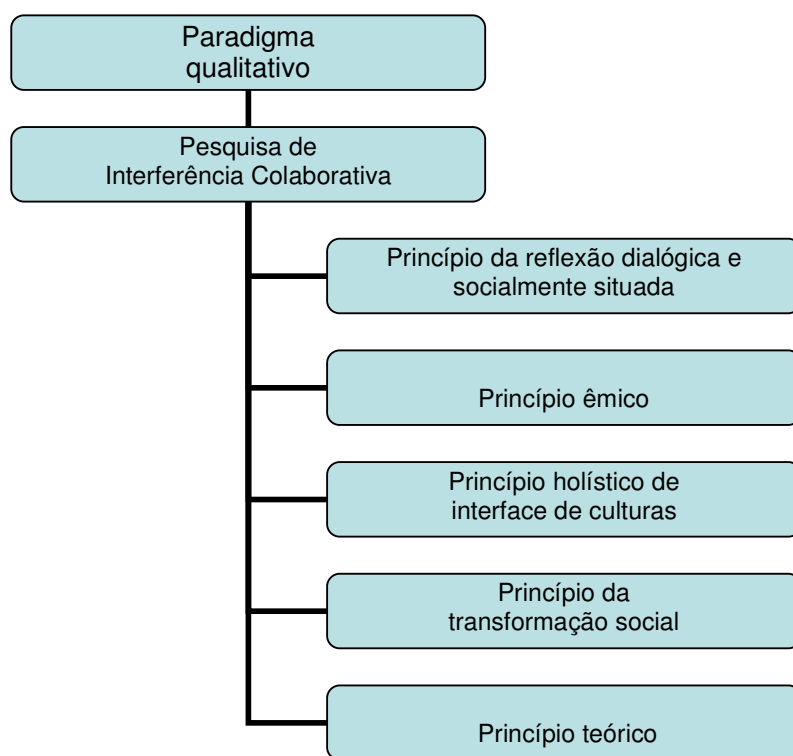 Paradigma
qualitativo
Pesquisa de
Interferência Colaborativa
Princípio da reflexão dialógica e
socialmente situada
Princípio êmico
Princípio holístico de
interface de culturas
Princípio da
transformação social
Princípio teórico